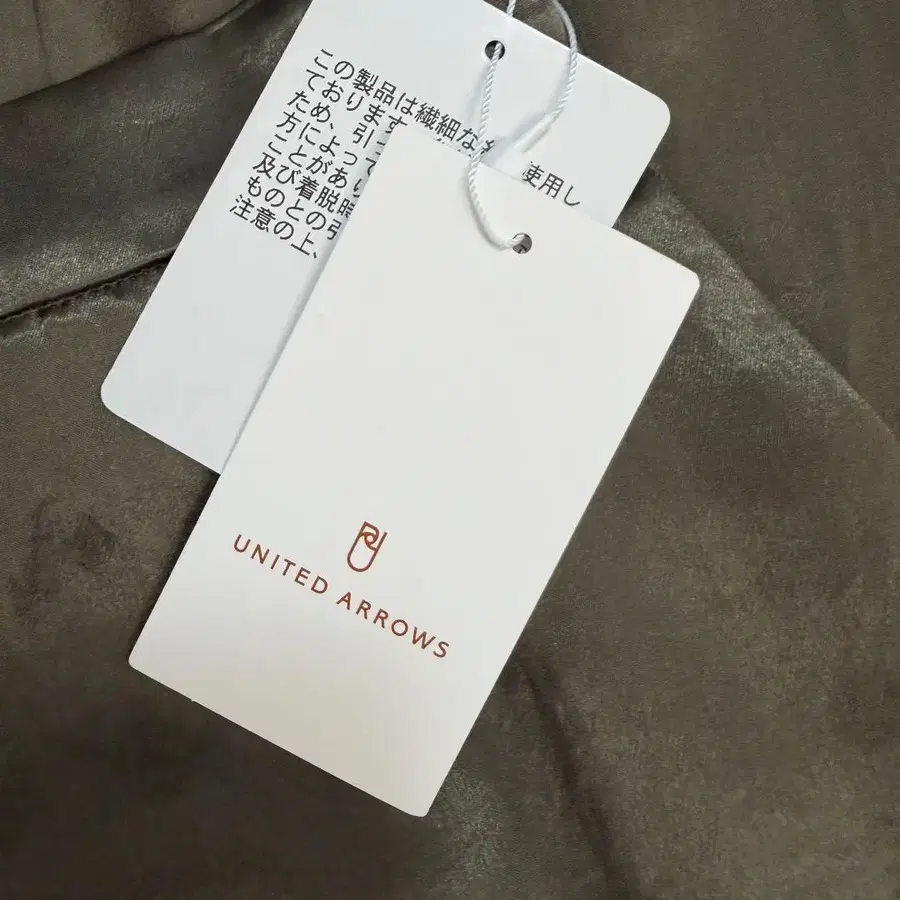 この製品は繊細な 使用し
ております
ため、引っ
方によって
ことがあり
及び着脱時
ものとの引
注意の上、
UNITED ARROWS